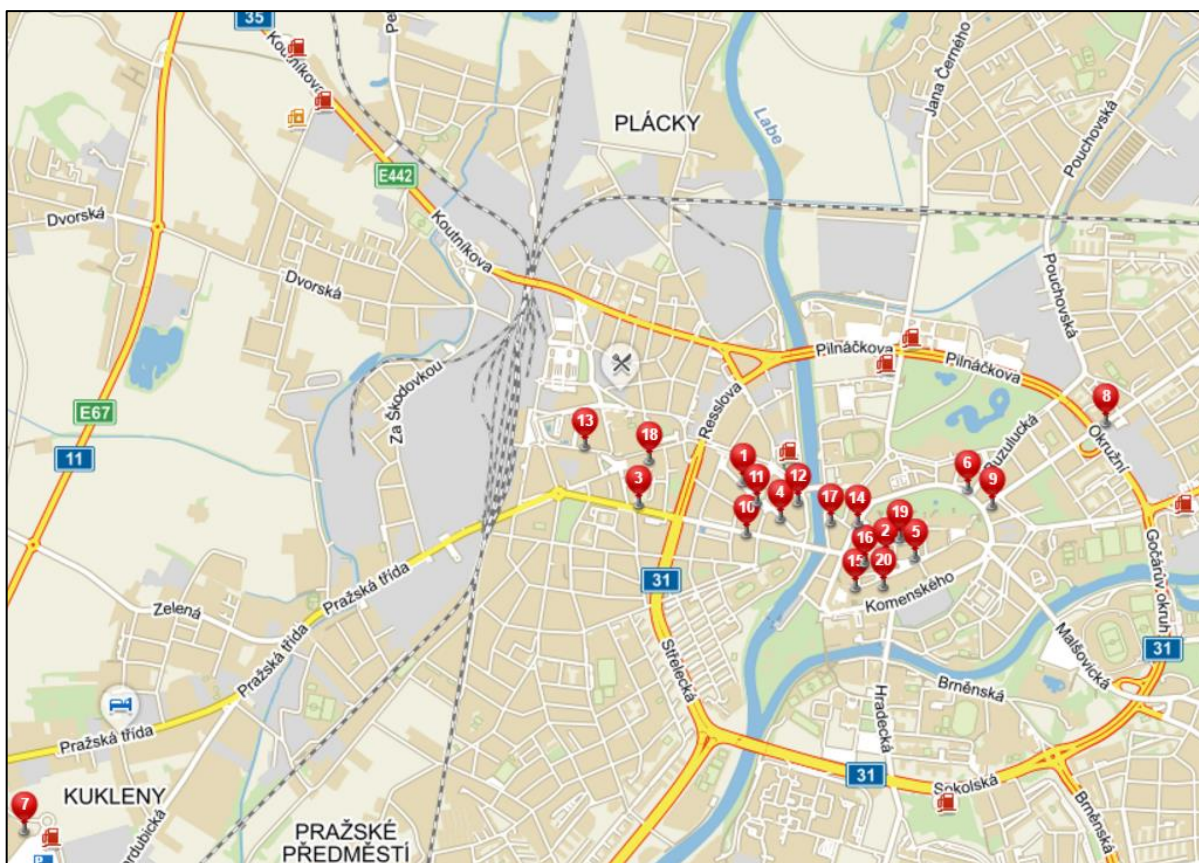 35
Koutníkova
PLÁCKY
Labe
Jana Černého
Pouchovská
E442
Dvorská
Koutníkova
Dvorská
Pouchovská
Za Škodovkou
Pilnáčkova
Pilnáčkova
E67
11
Resslova
8
13
18
Buzulucká
Okružní
1
6
3
11
12
9
4
17
14
10
19
2
5
16
15
20
31
Komenského
Gočárův okruh
Pražská třída
Zelená
Pražská třída
Střelecká
Malšovická
31
Brněnská
Hradecká
Pražská třída
31
Sokolská
KUKLENY
7
Brněnská
PRAŽSKÉ
PŘEDMĚSTÍ
P